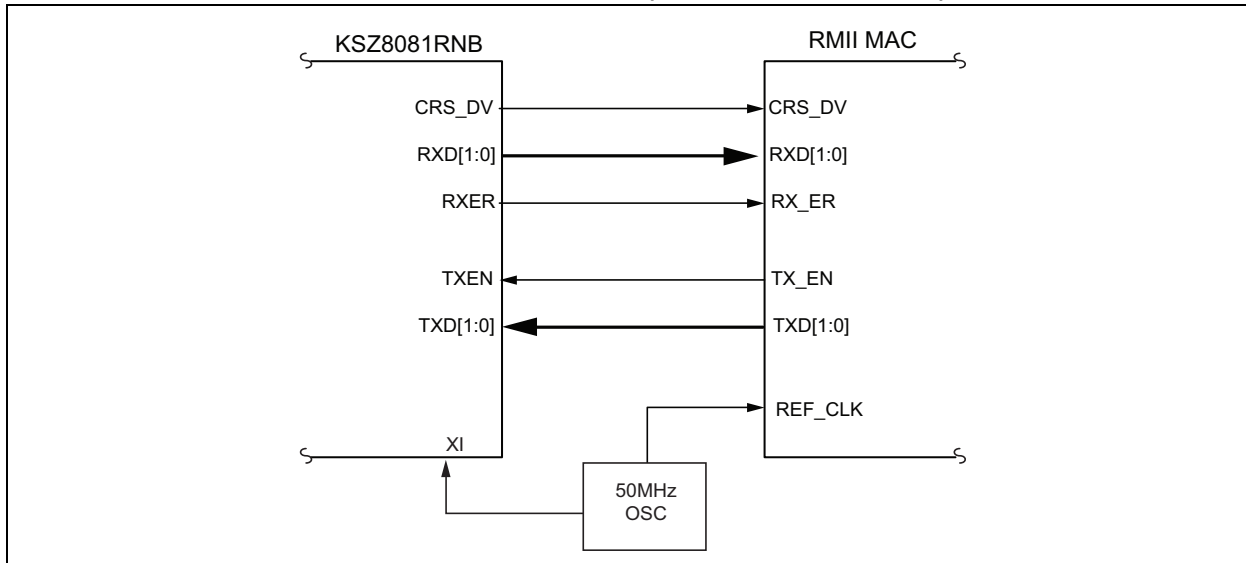 KSZ8081RNB
RMII MAC
CRS_DV
CRS_DV
RXD[1:0]
RXD[1:0]
RXER
RX_ER
TXEN
TX_EN
TXD[1:0]
TXD[1:0]
REF_CLK
XI
50MHz
OSC